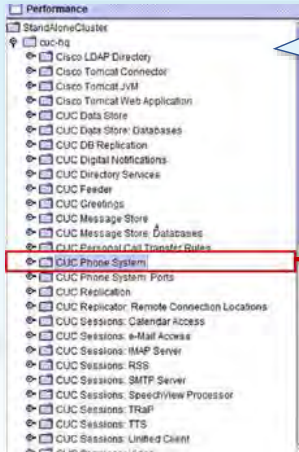 Performance
StandAloneCluster
cuc-hq
Cisco LDAP Directory
Cisco Tomcat Connector
Cisco Tomcat JVM
Cisco Tomcat Web Application
CUC Data Store
CUC Data Store: Databases
CUC DB Replication
CUC Digital Notifications
CUC Directory Services
CUC Feeder
CUC Greetings
CUC Message Store
CUC Message Store: Databases
CUC Personal Call Transfer Rules
CUC Phone System
CUC Phone System: Ports
CUC Replication
CUC Replicator: Remote Connection Locations
CUC Sessions: Calendar Access
CUC Sessions: e-Mail Access
CUC Sessions: IMAP Server
CUC Sessions: RSS
CUC Sessions: SMTP Server
CUC Sessions: SpeechView Processor
CUC Sessions: TRaP
CUC Sessions: TTS
CUC Sessions: Unified Client
CUC Sessions: Video